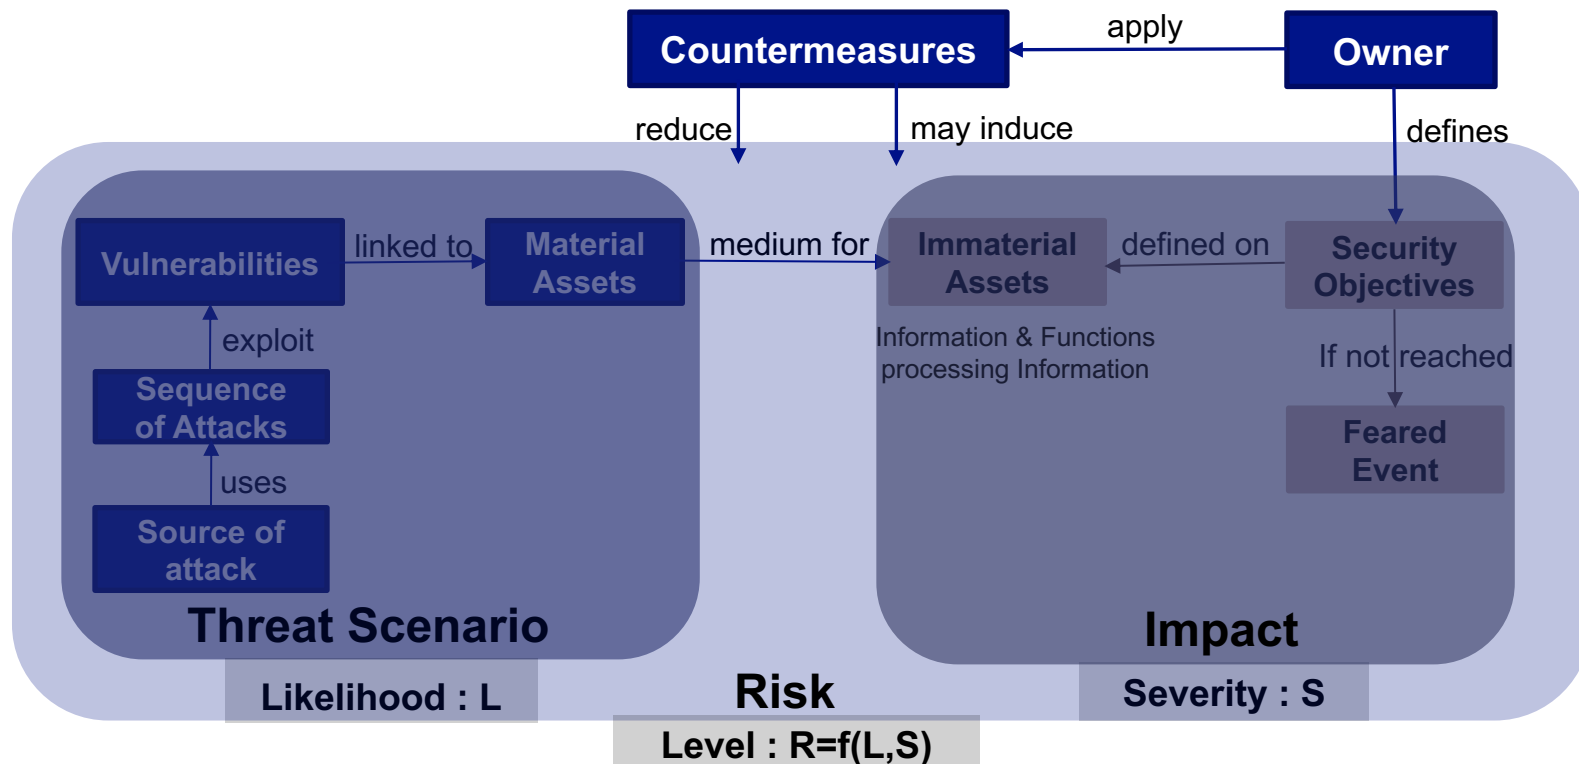 Countermeasures
apply
Owner
reduce
may induce
defines
Vulnerabilities
linked to
Material
Assets
medium for
Immaterial
Assets
defined on
Security
Objectives
exploit
Information & Functions
processing Information
If not reached
Sequence
of Attacks
Feared
Event
uses
Source of
attack
Threat Scenario
Impact
Likelihood : L
Risk
Severity : S
Level : R=f(L,S)